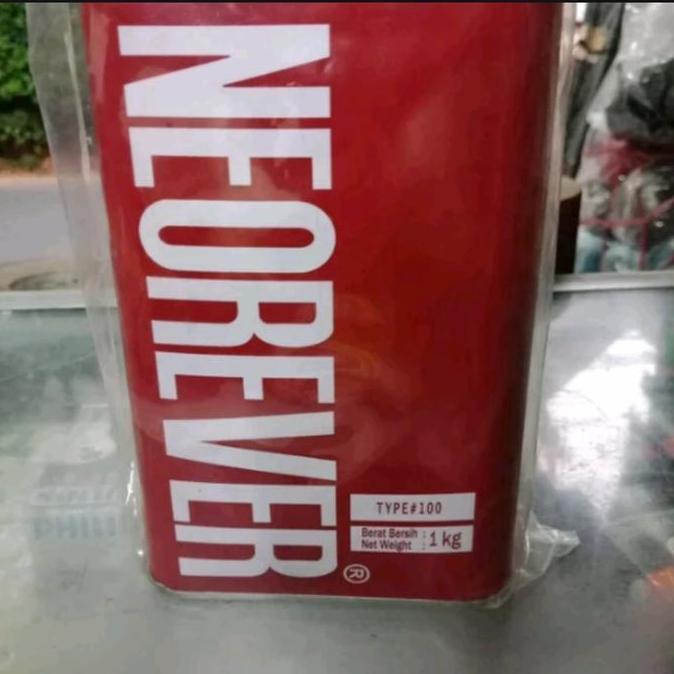 NEOREVER®
TYPE#100
Berat Bersih : 1 kg
Net Weight :